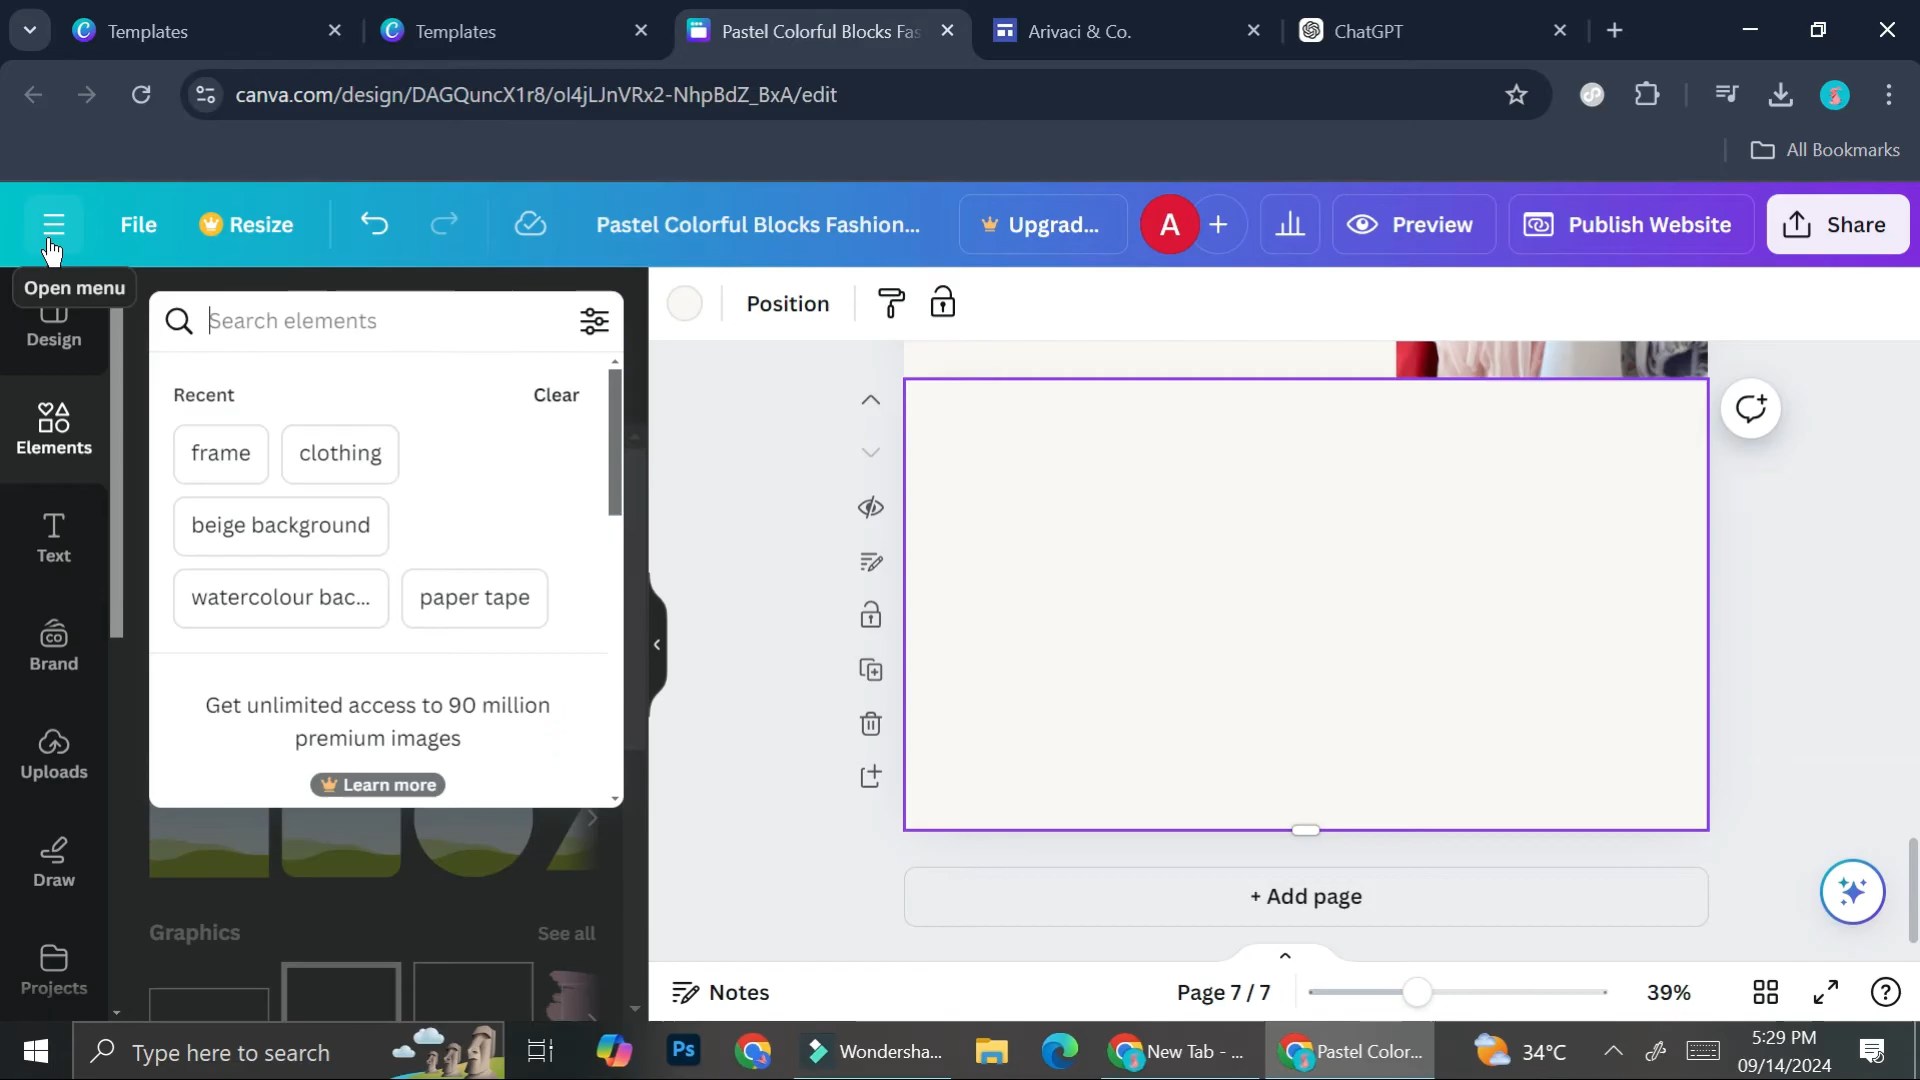 Templates
Templates
Pastel Colorful Blocks Fas
Arivaci & Co.
ChatGPT
canva.com/design/DAGQuncX1r8/ol4jLJnVRx2-NhpBdZ_BxA/edit
All Bookmarks
File
Resize
Pastel Colorful Blocks Fashion...
Upgrad...
A
Preview
Publish Website
Share
Open menu
Design
Search elements
Position
Recent
Clear
Elements
frame
clothing
beige background
Text
watercolour bac...
paper tape
Brand
Get unlimited access to 90 million
premium images
Learn more
Uploads
Draw
+ Add page
Graphics
See all
Projects
Notes
Page 7 / 7
39%
Type here to search
Ps
Wondersha...
New Tab - ...
Pastel Color...
34°C
5:29 PM
09/14/2024